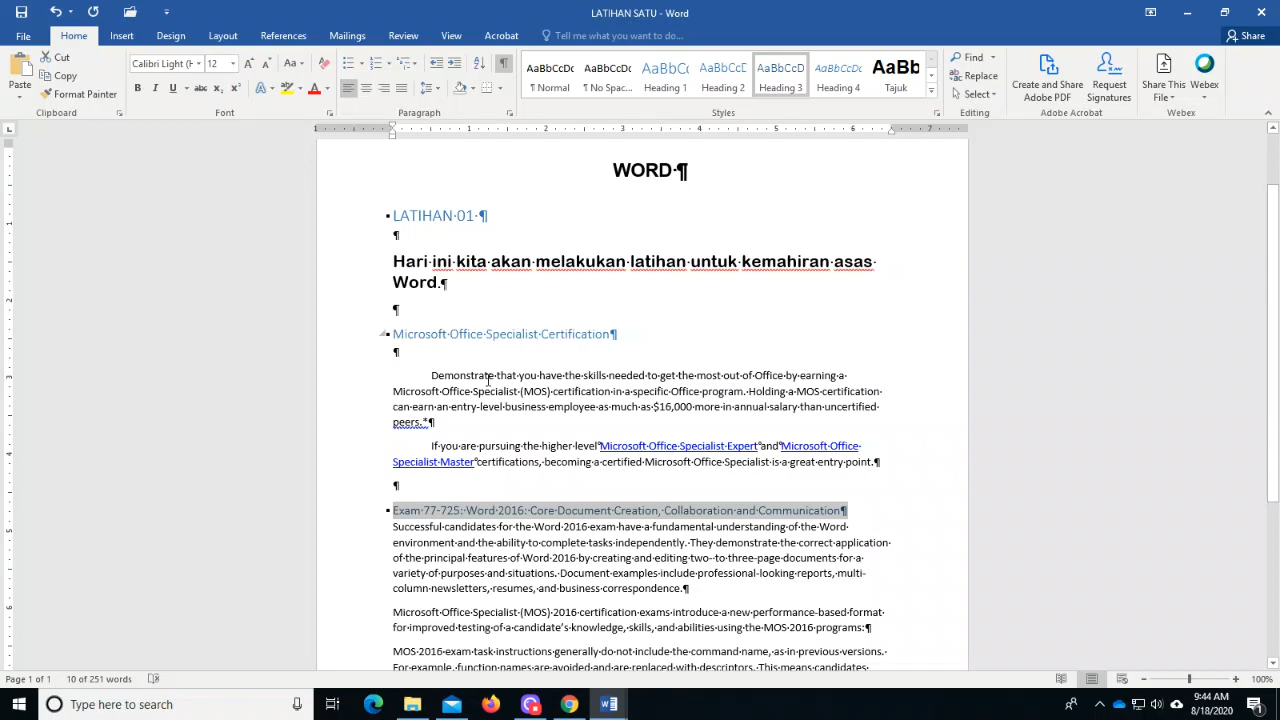 LATIHAN SATU - Word
File Home Insert Design Layout References Mailings Review View Acrobat Tell me what you want to do... Share
Paste
Cut
Copy
Format Painter
Clipboard
Calibri Light (H 12
Font
Paragraph
AaBbCcDc AaBbCcDc AaBbCc AaBbCcE AaBbCcD AaBbCcDc AaBb
¶ Normal ¶ No Spac... Heading 1 Heading 2 Heading 3 Heading 4 Tajuk
Styles
Find
Replace
Select
Editing
Create and Share Adobe PDF
Request Signatures
Adobe Acrobat
Share This File
Webex
Webex
WORD·¶
LATIHAN·01·¶
¶
Hari·ini·kita·akan·melakukan·latihan·untuk·kemahiran·asas·
Word.¶
¶
Microsoft·Office·Specialist·Certification¶
¶
Demonstrate·that·you·have·the·skills·needed·to·get·the·most·out·of·Office·by·earning·a·
Microsoft·Office·Specialist·(MOS)·certification·in·a·specific·Office·program.·Holding·a·MOS·certification·
can·earn·an·entry-level·business·employee·as·much·as·$16,000·more·in·annual·salary·than·uncertified·
peers.*¶
If·you·are·pursuing·the·higher·level°Microsoft·Office·Specialist·Expert°and°Microsoft·Office·
Specialist·Master°certifications,·becoming·a·certified·Microsoft·Office·Specialist·is·a·great·entry·point.¶
¶
Exam·77-725:·Word·2016:·Core·Document·Creation,·Collaboration·and·Communication¶
Successful·candidates·for·the·Word·2016·exam·have·a·fundamental·understanding·of·the·Word·
environment·and·the·ability·to·complete·tasks·independently.·They·demonstrate·the·correct·application·
of·the·principal·features·of·Word·2016·by·creating·and·editing·two-·to·three-page·documents·for·a·
variety·of·purposes·and·situations.·Document·examples·include·professional-looking·reports,·multi-
column·newsletters,·resumes,·and·business·correspondence.¶
Microsoft·Office·Specialist·(MOS)·2016·certification·exams·introduce·a·new·performance-based·format·
for·improved·testing·of·a·candidate's·knowledge,·skills,·and·abilities·using·the·MOS·2016·programs:¶
MOS·2016·exam·task·instructions·generally·do·not·include·the·command·name,·as·in·previous·versions.·
For·example,·function·names·are·avoided·and·are·replaced·with·descriptors.·This·means·candidates·
Page 1 of 1 10 of 251 words 100%
Type here to search
9:44 AM
8/18/2020